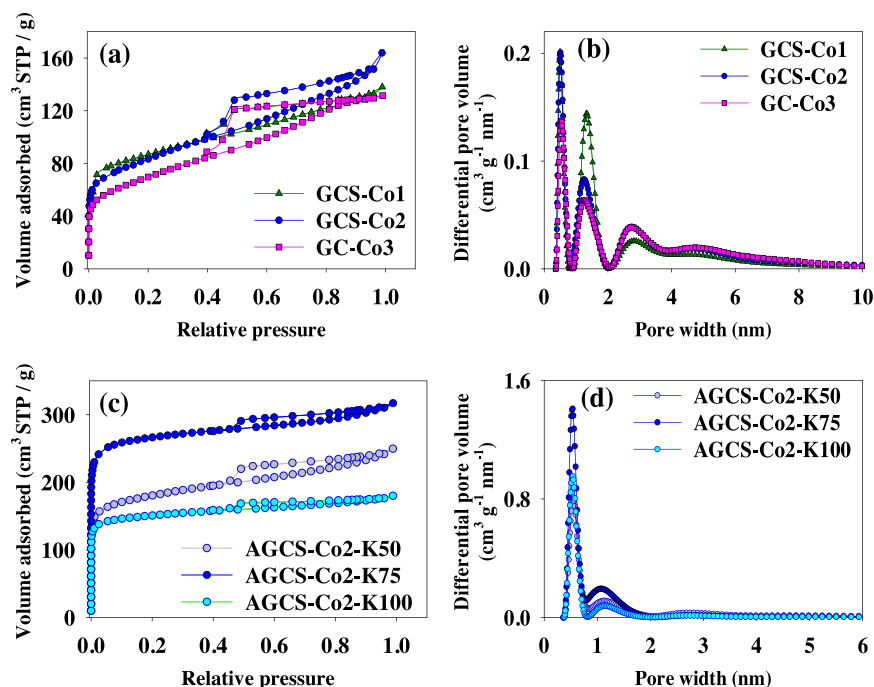 (a)
Volume adsorbed (cm3 STP / g)
160
120
80
40
0
GCS-Co1
GCS-Co2
GC-Co3
0.0 0.2 0.4 0.6 0.8 1.0
Relative pressure
(b)
Differential pore volume
(cm3 g-1 nm-1)
0.2
0.1
0.0
GCS-Co1
GCS-Co2
GC-Co3
0 2 4 6 8 10
Pore width (nm)
(c)
Volume adsorbed (cm3 STP / g)
300
200
100
0
AGCS-Co2-K50
AGCS-Co2-K75
AGCS-Co2-K100
0.0 0.2 0.4 0.6 0.8 1.0
Relative pressure
(d)
Differential pore volume
(cm3 g-1 nm-1)
1.6
0.8
0.0
AGCS-Co2-K50
AGCS-Co2-K75
AGCS-Co2-K100
0 1 2 3 4 5 6
Pore width (nm)